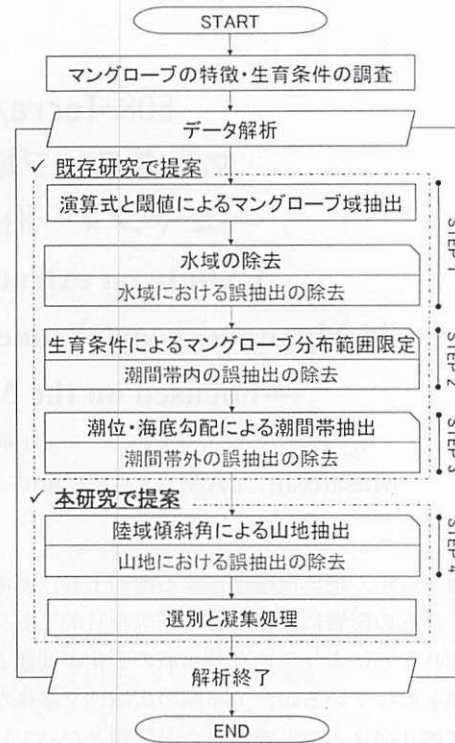 START
マングローブの特徴・生育条件の調査
データ解析
✓ 既存研究で提案
演算式と閾値によるマングローブ域抽出
水域の除去
水域における誤抽出の除去
STEP 1
生育条件によるマングローブ分布範囲限定
潮間帯内の誤抽出の除去
STEP 2
潮位・海底勾配による潮間帯抽出
潮間帯外の誤抽出の除去
STEP 3
✓ 本研究で提案
陸域傾斜角による山地抽出
山地における誤抽出の除去
STEP 4
選別と凝集処理
解析終了
END